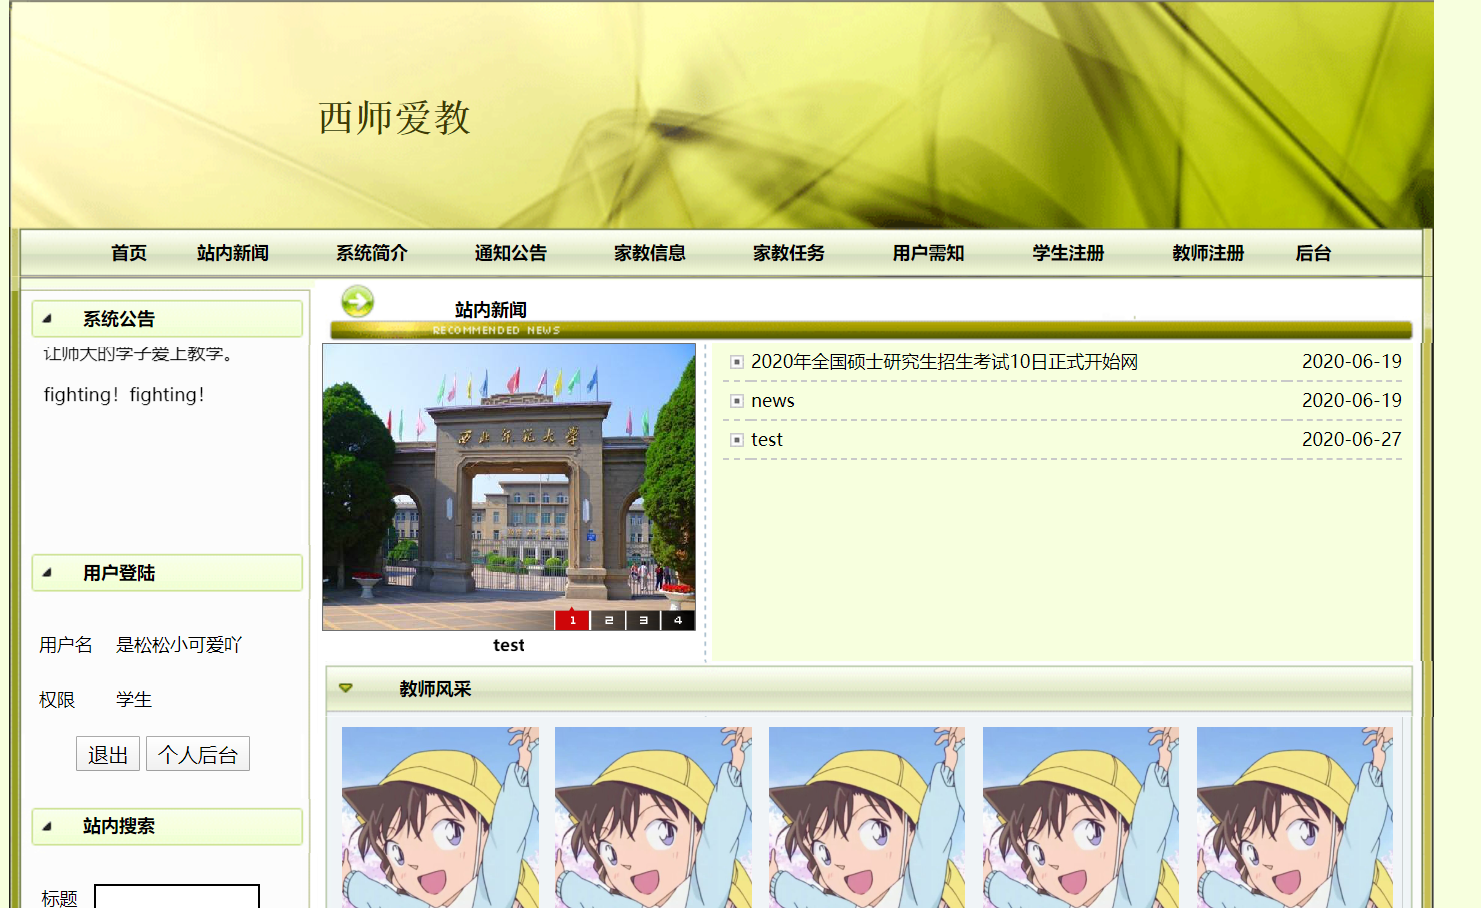 西师爱教
首页 站内新闻 系统简介 通知公告 家教信息 家教任务 用户需知 学生注册 教师注册 后台
系统公告
让师大的学子爱上教学。
fighting！fighting！
用户登陆
用户名 是松松小可爱吖
权限 学生
退出 个人后台
站内搜索
标题
站内新闻
RECOMMENDED NEWS
西北师范大学
1 2 3 4
test
2020年全国硕士研究生招生考试10日正式开始网 2020-06-19
news 2020-06-19
test 2020-06-27
教师风采